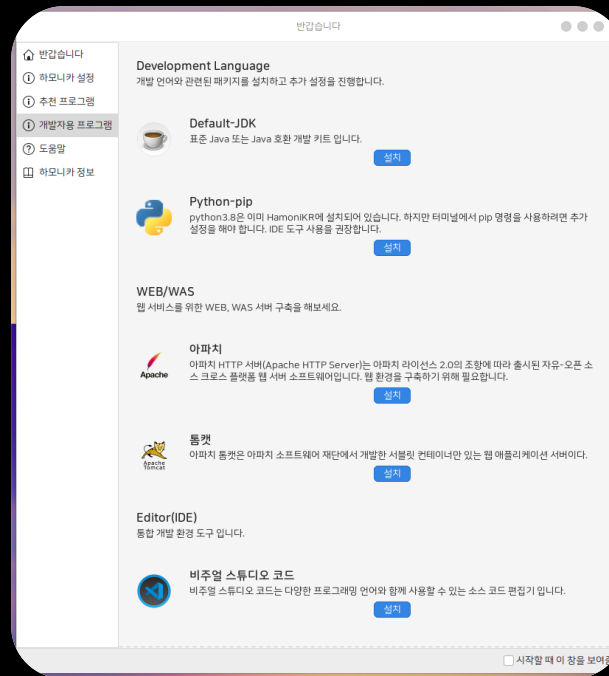 반갑습니다
반갑습니다
하모니카 설정
추천 프로그램
개발자용 프로그램
도움말
하모니카 정보
Development Language
개발 언어와 관련된 패키지를 설치하고 추가 설정을 진행합니다.
Default-JDK
표준 Java 또는 Java 호환 개발 키트 입니다.
설치
Python-pip
python3.8은 이미 HamoniKR에 설치되어 있습니다. 하지만 터미널에서 pip 명령을 사용하려면 추가
설정을 해야 합니다. IDE 도구 사용을 권장합니다.
설치
WEB/WAS
웹 서비스를 위한 WEB, WAS 서버 구축을 해보세요.
Apache
아파치
아파치 HTTP 서버(Apache HTTP Server)는 아파치 라이선스 2.0의 조항에 따라 출시된 자유-오픈 소
스 크로스 플랫폼 웹 서버 소프트웨어입니다. 웹 환경을 구축하기 위해 필요합니다.
설치
Apache
Tomcat
톰캣
아파치 톰캣은 아파치 소프트웨어 재단에서 개발한 서블릿 컨테이너만 있는 웹 애플리케이션 서버이다.
설치
Editor(IDE)
통합 개발 환경 도구 입니다.
비주얼 스튜디오 코드
비주얼 스튜디오 코드는 다양한 프로그래밍 언어와 함께 사용할 수 있는 소스 코드 편집기 입니다.
설치
시작할 때 이 창을